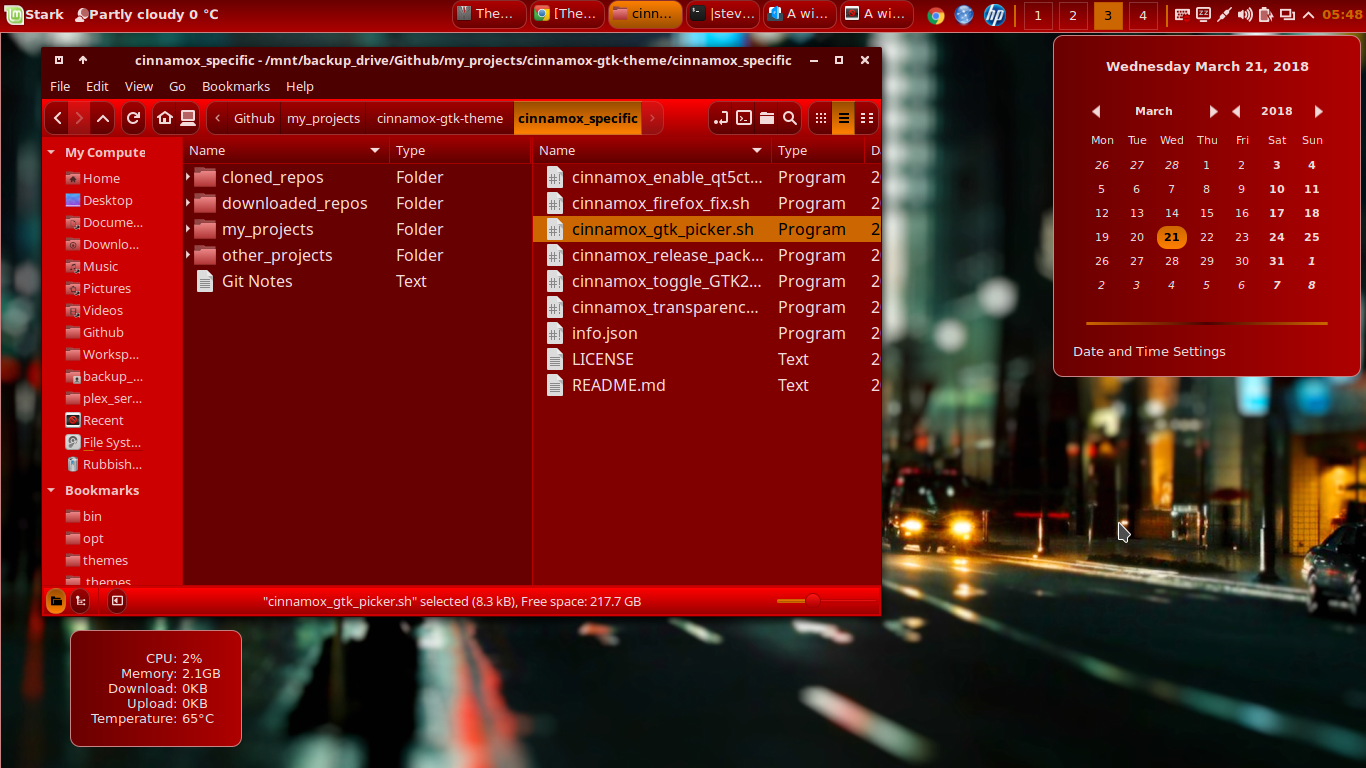 Stark
Partly cloudy 0 °C
The...
[The...
cinn...
|stev...
A wi...
A wi...
hp
1
2
3
4
05:48
cinnamox_specific - /mnt/backup_drive/Github/my_projects/cinnamox-gtk-theme/cinnamox_specific
File Edit View Go Bookmarks Help
Github my_projects cinnamox-gtk-theme cinnamox_specific
My Compute
Home
Desktop
Docume...
Downlo...
Music
Pictures
Videos
Github
Worksp...
backup_...
plex_ser...
Recent
File Syst...
Rubbish...
Bookmarks
bin
opt
themes
.themes
Name Type
cloned_repos Folder
downloaded_repos Folder
my_projects Folder
other_projects Folder
Git Notes Text
Name Type D
cinnamox_enable_qt5ct... Program 2
cinnamox_firefox_fix.sh Program 2
cinnamox_gtk_picker.sh Program 2
cinnamox_release_pack... Program 2
cinnamox_toggle_GTK2... Program 2
cinnamox_transparenc... Program 2
info.json Program 2
LICENSE Text 2
README.md Text 2
"cinnamox_gtk_picker.sh" selected (8.3 kB), Free space: 217.7 GB
Wednesday March 21, 2018
March 2018
Mon Tue Wed Thu Fri Sat Sun
26 27 28 1 2 3 4
5 6 7 8 9 10 11
12 13 14 15 16 17 18
19 20 21 22 23 24 25
26 27 28 29 30 31 1
2 3 4 5 6 7 8
Date and Time Settings
CPU: 2%
Memory: 2.1GB
Download: 0KB
Upload: 0KB
Temperature: 65°C